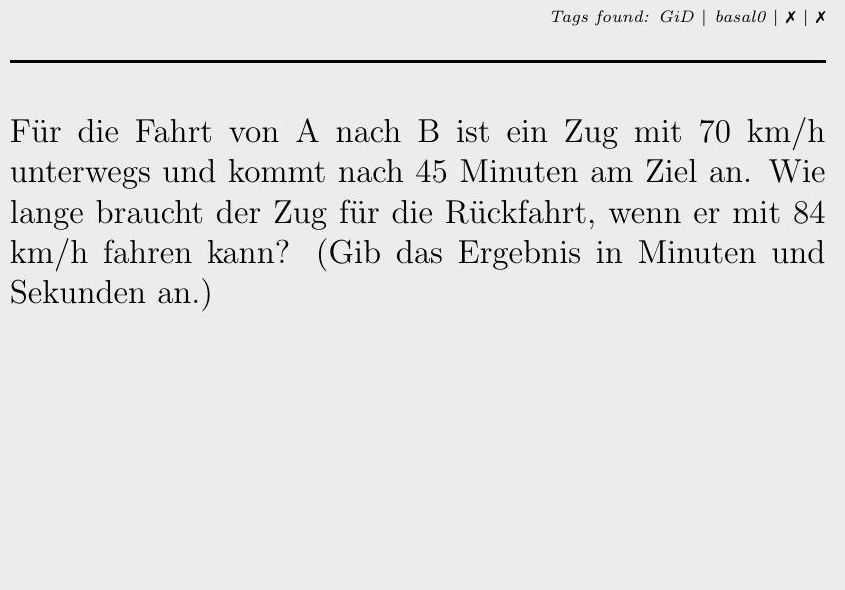 Tags found: GiD | basal0 | ✗ | ✗
Für die Fahrt von A nach B ist ein Zug mit 70 km/h
unterwegs und kommt nach 45 Minuten am Ziel an. Wie
lange braucht der Zug für die Rückfahrt, wenn er mit 84
km/h fahren kann? (Gib das Ergebnis in Minuten und
Sekunden an.)